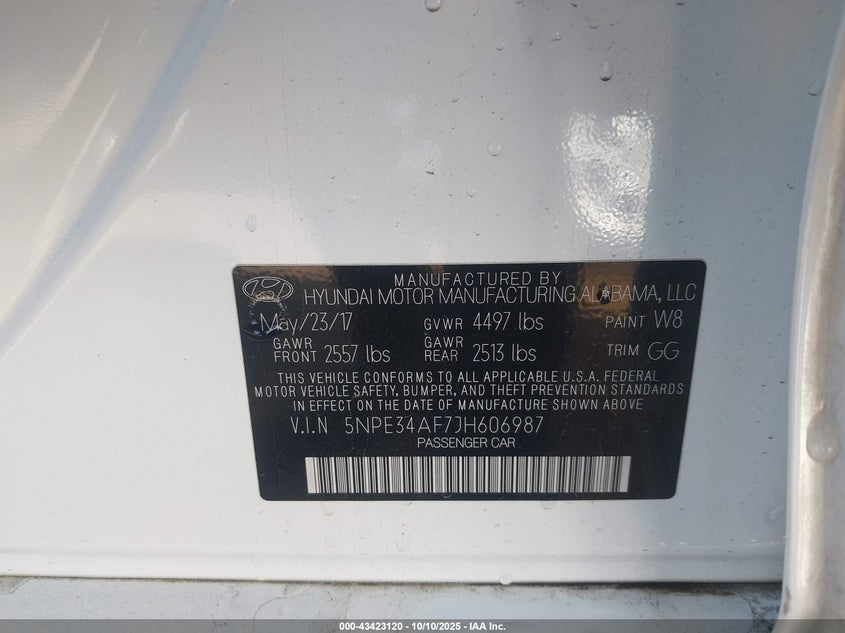 MANUFACTURED BY
HYUNDAI MOTOR MANUFACTURING ALABAMA, LLC
May/23/17 GVWR 4497 lbs PAINT W8
GAWR FRONT 2557 lbs GAWR REAR 2513 lbs TRIM GG
THIS VEHICLE CONFORMS TO ALL APPLICABLE U.S.A. FEDERAL
MOTOR VEHICLE SAFETY, BUMPER, AND THEFT PREVENTION STANDARDS
IN EFFECT ON THE DATE OF MANUFACTURE SHOWN ABOVE
V.I.N 5NPE34AF7JH606987
PASSENGER CAR
000-43423120 - 10/10/2025 - IAA Inc.